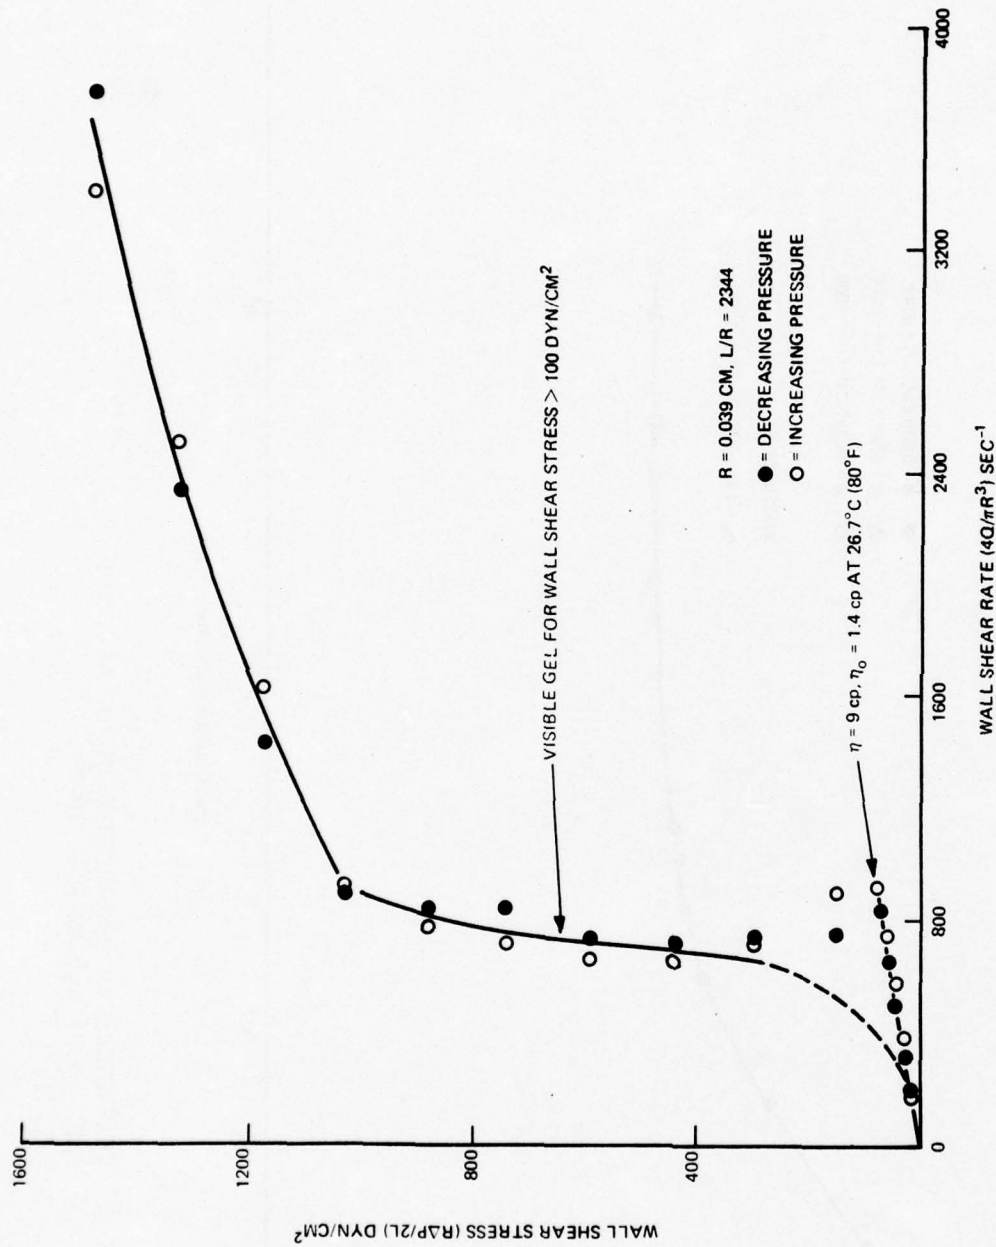 1600
1200
800
400
WALL SHEAR STRESS (RΔP/2L) DYN/CM²
0
800
1600
2400
3200
4000
WALL SHEAR RATE (4Q/πR³) SEC⁻¹
VISIBLE GEL FOR WALL SHEAR STRESS > 100 DYN/CM²
R = 0.039 CM, L/R = 2344
● = DECREASING PRESSURE
○ = INCREASING PRESSURE
η = 9 cp, η₀ = 1.4 cp AT 26.7°C (80°F)